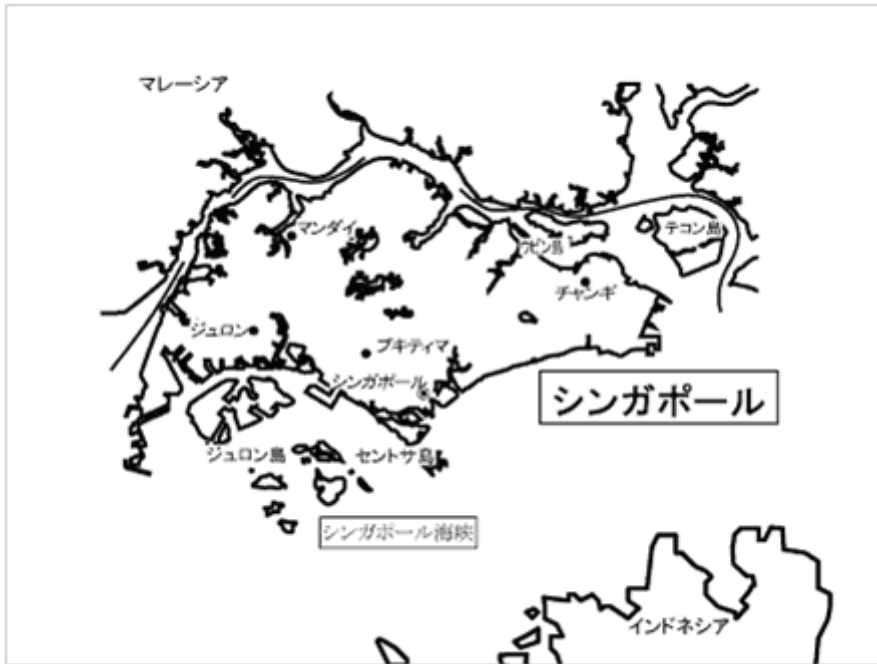 マレーシア
マンダイ
ウビン島
テコン島
チャンギ
ジュロン
ブキティマ
シンガポール
シンガポール
ジュロン島
セントサ島
シンガポール海峡
インドネシア